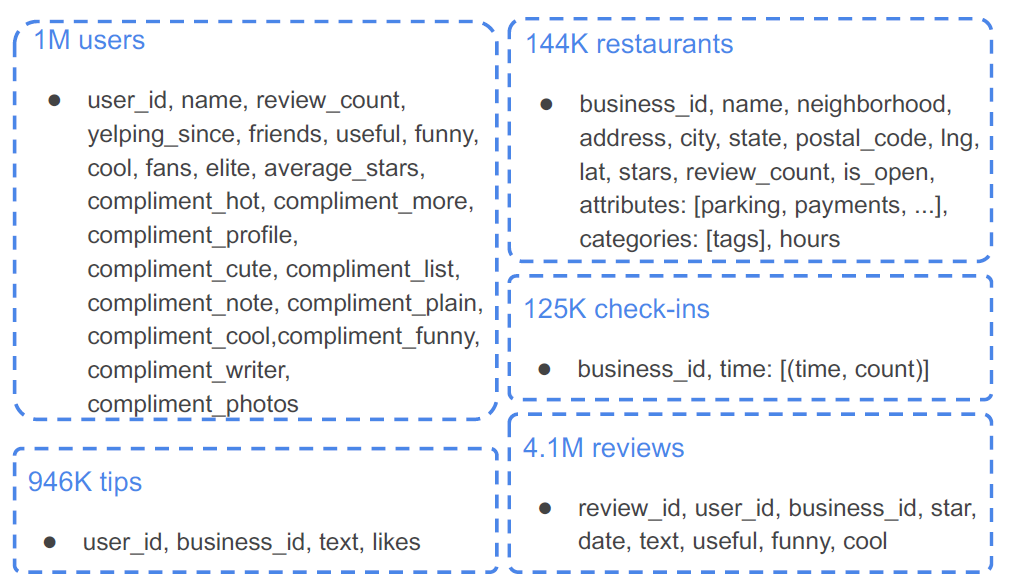 1M users
● user_id, name, review_count,
yelping_since, friends, useful, funny,
cool, fans, elite, average_stars,
compliment_hot, compliment_more,
compliment_profile,
compliment_cute, compliment_list,
compliment_note, compliment_plain,
compliment_cool,compliment_funny,
compliment_writer,
compliment_photos
946K tips
● user_id, business_id, text, likes
144K restaurants
● business_id, name, neighborhood,
address, city, state, postal_code, lng,
lat, stars, review_count, is_open,
attributes: [parking, payments, ...],
categories: [tags], hours
125K check-ins
● business_id, time: [(time, count)]
4.1M reviews
● review_id, user_id, business_id, star,
date, text, useful, funny, cool